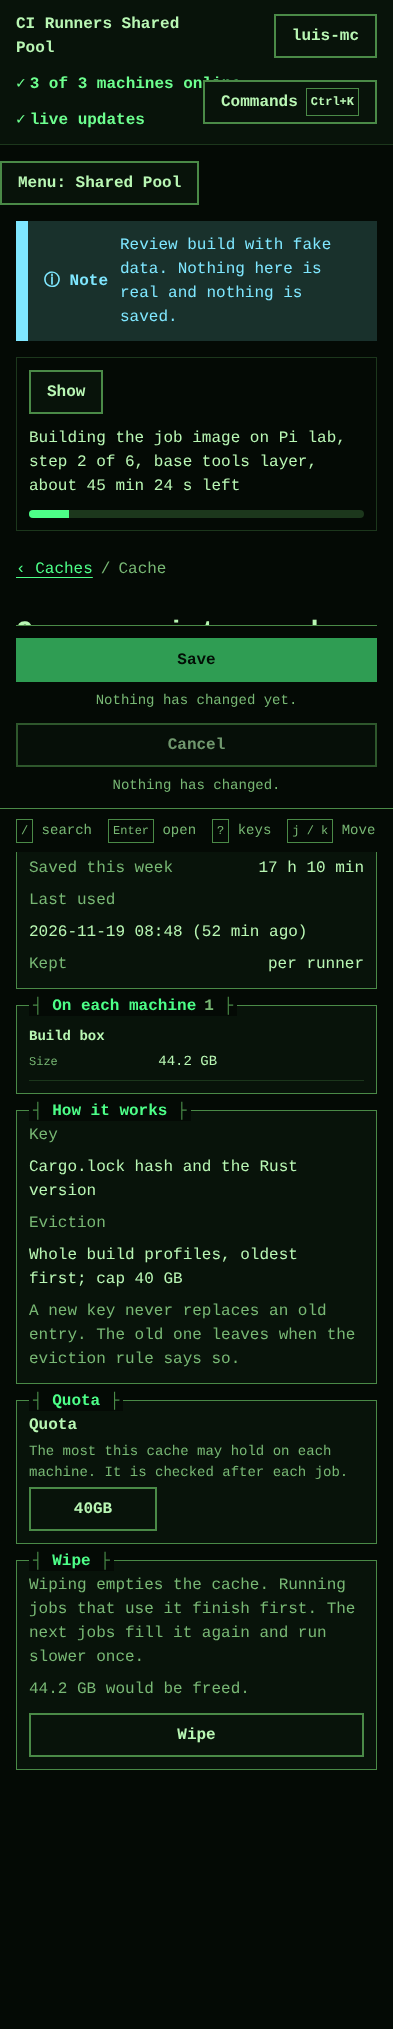 CI Runners Shared
Pool
luis-mc
✓ 3 of 3 machines online
Commands Ctrl+K
✓ live updates
Menu: Shared Pool
ⓘ Note
Review build with fake
data. Nothing here is
real and nothing is
saved.
Show
Building the job image on Pi lab,
step 2 of 6, base tools layer,
about 45 min 24 s left
‹ Caches / Cache
Save
Nothing has changed yet.
Cancel
Nothing has changed.
/ search Enter open ? keys j / k Move
Saved this week 17 h 10 min
Last used
2026-11-19 08:48 (52 min ago)
Kept per runner
┤ On each machine 1 ├
Build box
Size 44.2 GB
┤ How it works ├
Key
Cargo.lock hash and the Rust
version
Eviction
Whole build profiles, oldest
first; cap 40 GB
A new key never replaces an old
entry. The old one leaves when the
eviction rule says so.
┤ Quota ├
Quota
The most this cache may hold on each
machine. It is checked after each job.
40GB
┤ Wipe ├
Wiping empties the cache. Running
jobs that use it finish first. The
next jobs fill it again and run
slower once.
44.2 GB would be freed.
Wipe